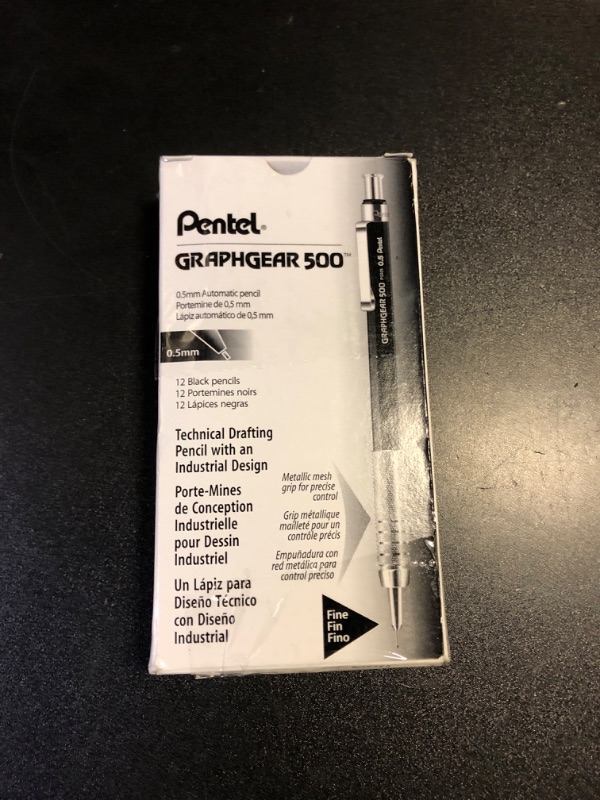 Pentel®
GRAPHGEAR 500™
0.5mm Automatic pencil
Portemine de 0,5 mm
Lápiz automático de 0,5 mm
0.5mm
12 Black pencils
12 Portemines noirs
12 Lápices negras
Technical Drafting
Pencil with an
Industrial Design
Porte-Mines
de Conception
Industrielle
pour Dessin
Industriel
Un Lápiz para
Diseño Técnico
con Diseño
Industrial
Metallic mesh
grip for precise
control
Grip métallique
mailleté pour un
contrôle précis
Empuñadura con
red metálica para
control preciso
Fine
Fin
Fino
GRAPHGEAR 500 0.5 Pentel